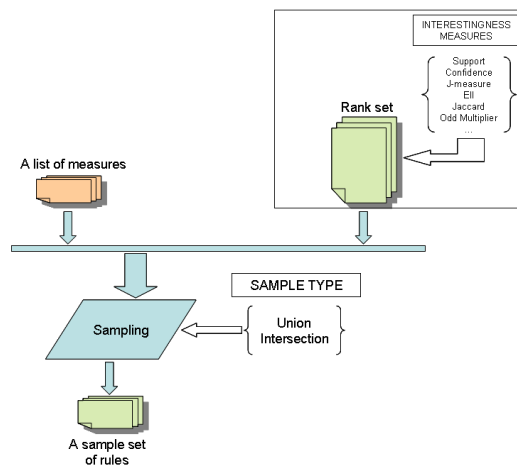 INTERESTINGNESS
MEASURES
Support
Confidence
J-measure
EII
Jaccard
Odd Multiplier
...
Rank set
A list of measures
SAMPLE TYPE
Sampling
Union
Intersection
A sample set
of rules